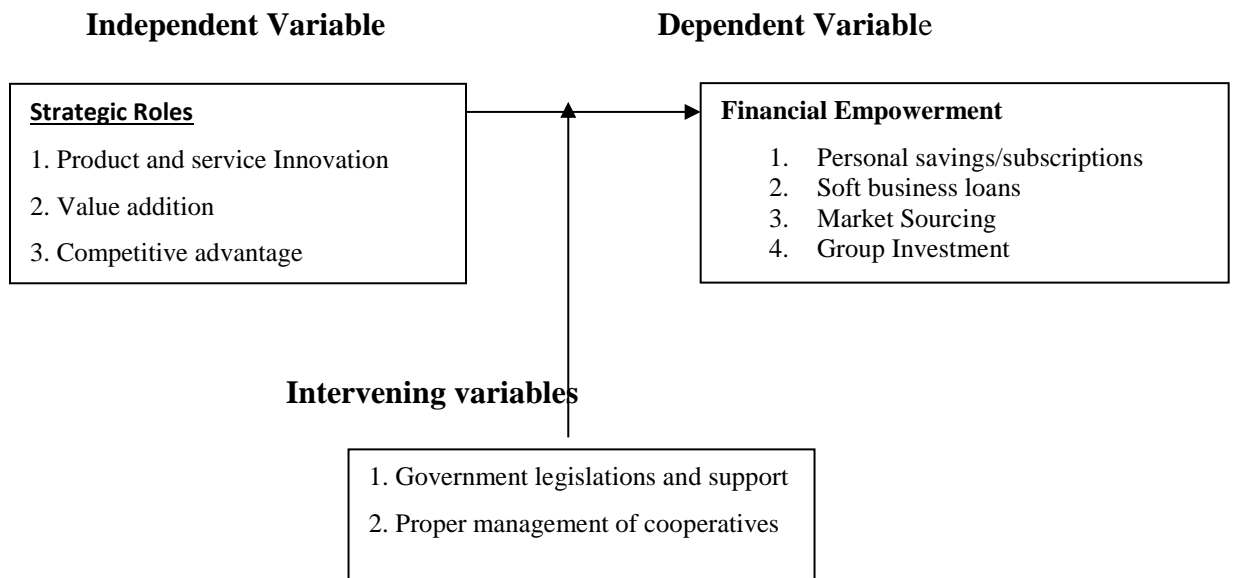 Independent Variable
Dependent Variable
Strategic Roles
1. Product and service Innovation
2. Value addition
3. Competitive advantage
Financial Empowerment
1. Personal savings/subscriptions
2. Soft business loans
3. Market Sourcing
4. Group Investment
Intervening variables
1. Government legislations and support
2. Proper management of cooperatives